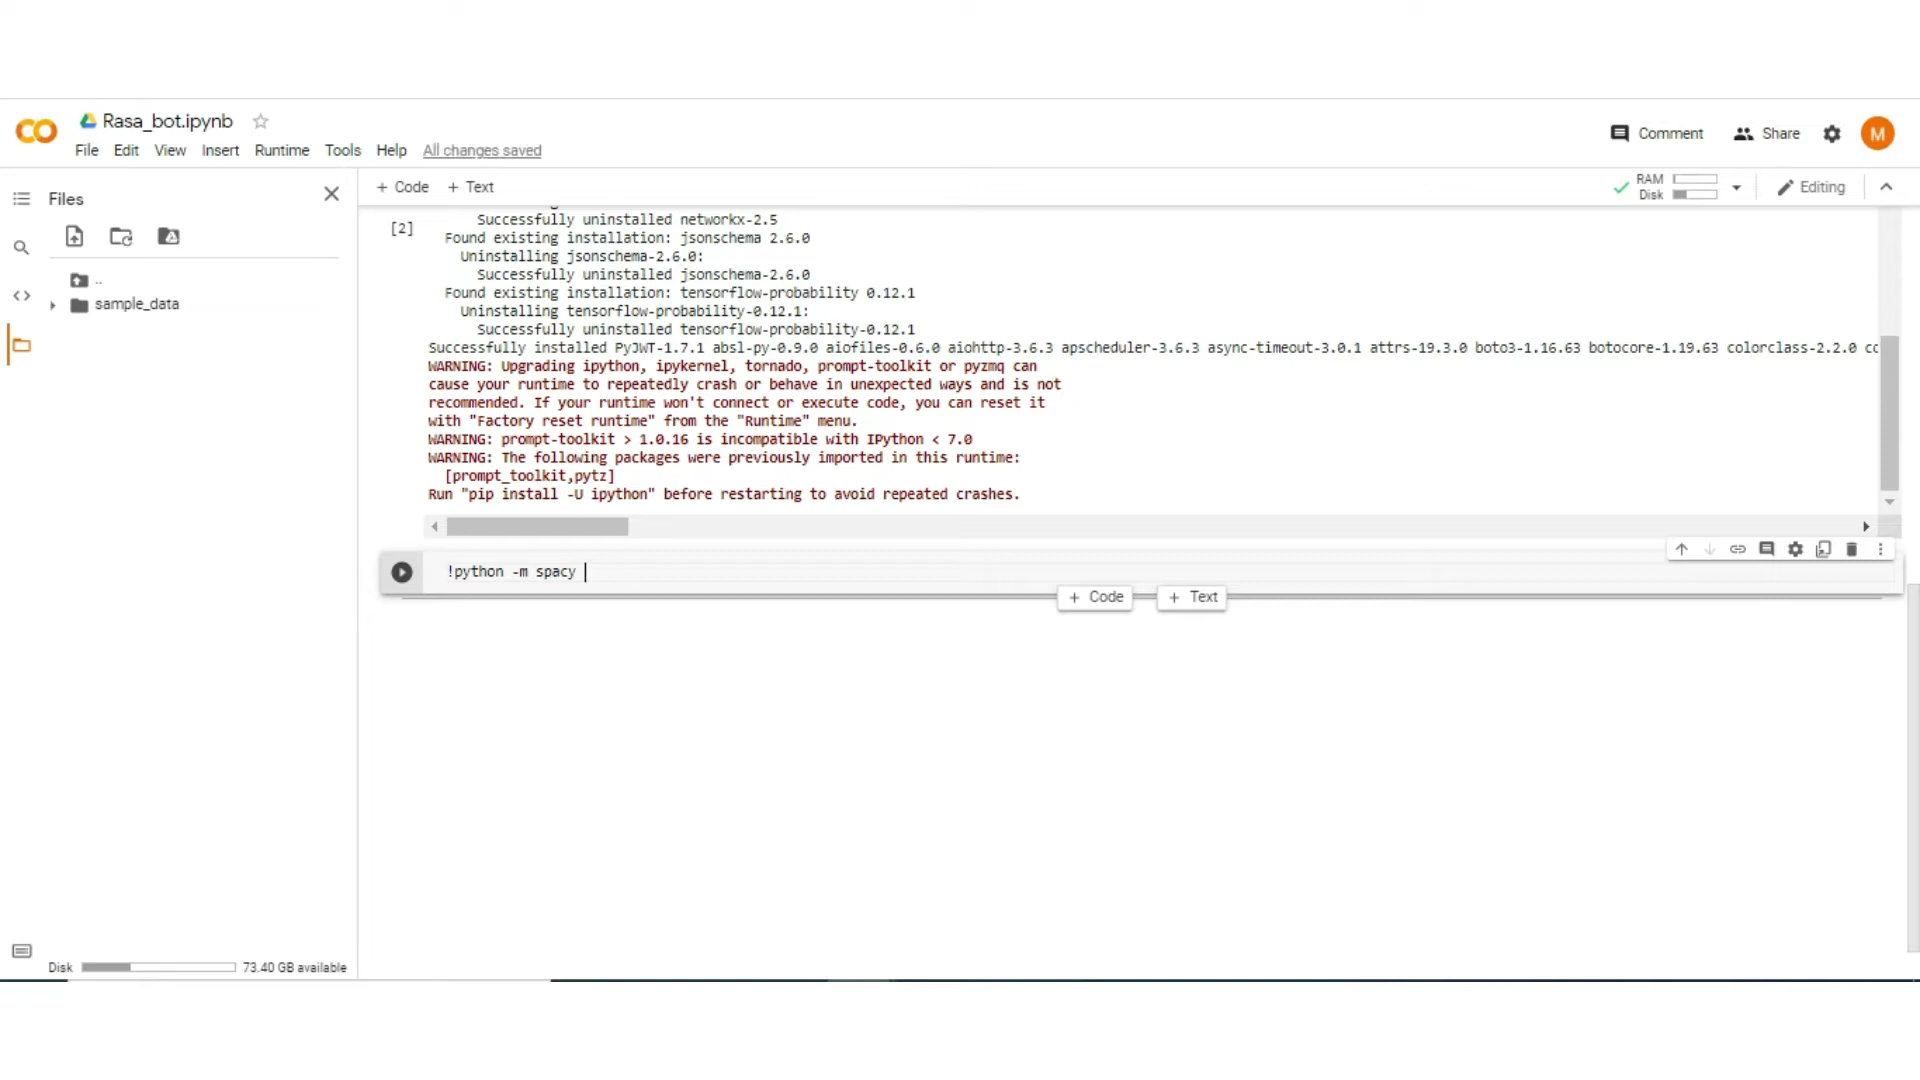 Rasa_bot.ipynb
File Edit View Insert Runtime Tools Help All changes saved
Comment Share M
Files
+ Code + Text
RAM
Disk
Editing
..
sample_data
[2]
Successfully uninstalled networkx-2.5
Found existing installation: jsonschema 2.6.0
Uninstalling jsonschema-2.6.0:
Successfully uninstalled jsonschema-2.6.0
Found existing installation: tensorflow-probability 0.12.1
Uninstalling tensorflow-probability-0.12.1:
Successfully uninstalled tensorflow-probability-0.12.1
Successfully installed PyJWT-1.7.1 absl-py-0.9.0 aiofiles-0.6.0 aiohttp-3.6.3 apscheduler-3.6.3 async-timeout-3.0.1 attrs-19.3.0 boto3-1.16.63 botocore-1.19.63 colorclass-2.2.0
WARNING: Upgrading ipython, ipykernel, tornado, prompt-toolkit or pyzmq can
cause your runtime to repeatedly crash or behave in unexpected ways and is not
recommended. If your runtime won't connect or execute code, you can reset it
with "Factory reset runtime" from the "Runtime" menu.
WARNING: prompt-toolkit > 1.0.16 is incompatible with IPython < 7.0
WARNING: The following packages were previously imported in this runtime:
[prompt_toolkit,pytz]
Run "pip install -U ipython" before restarting to avoid repeated crashes.
!python -m spacy
+ Code + Text
Disk 73.40 GB available